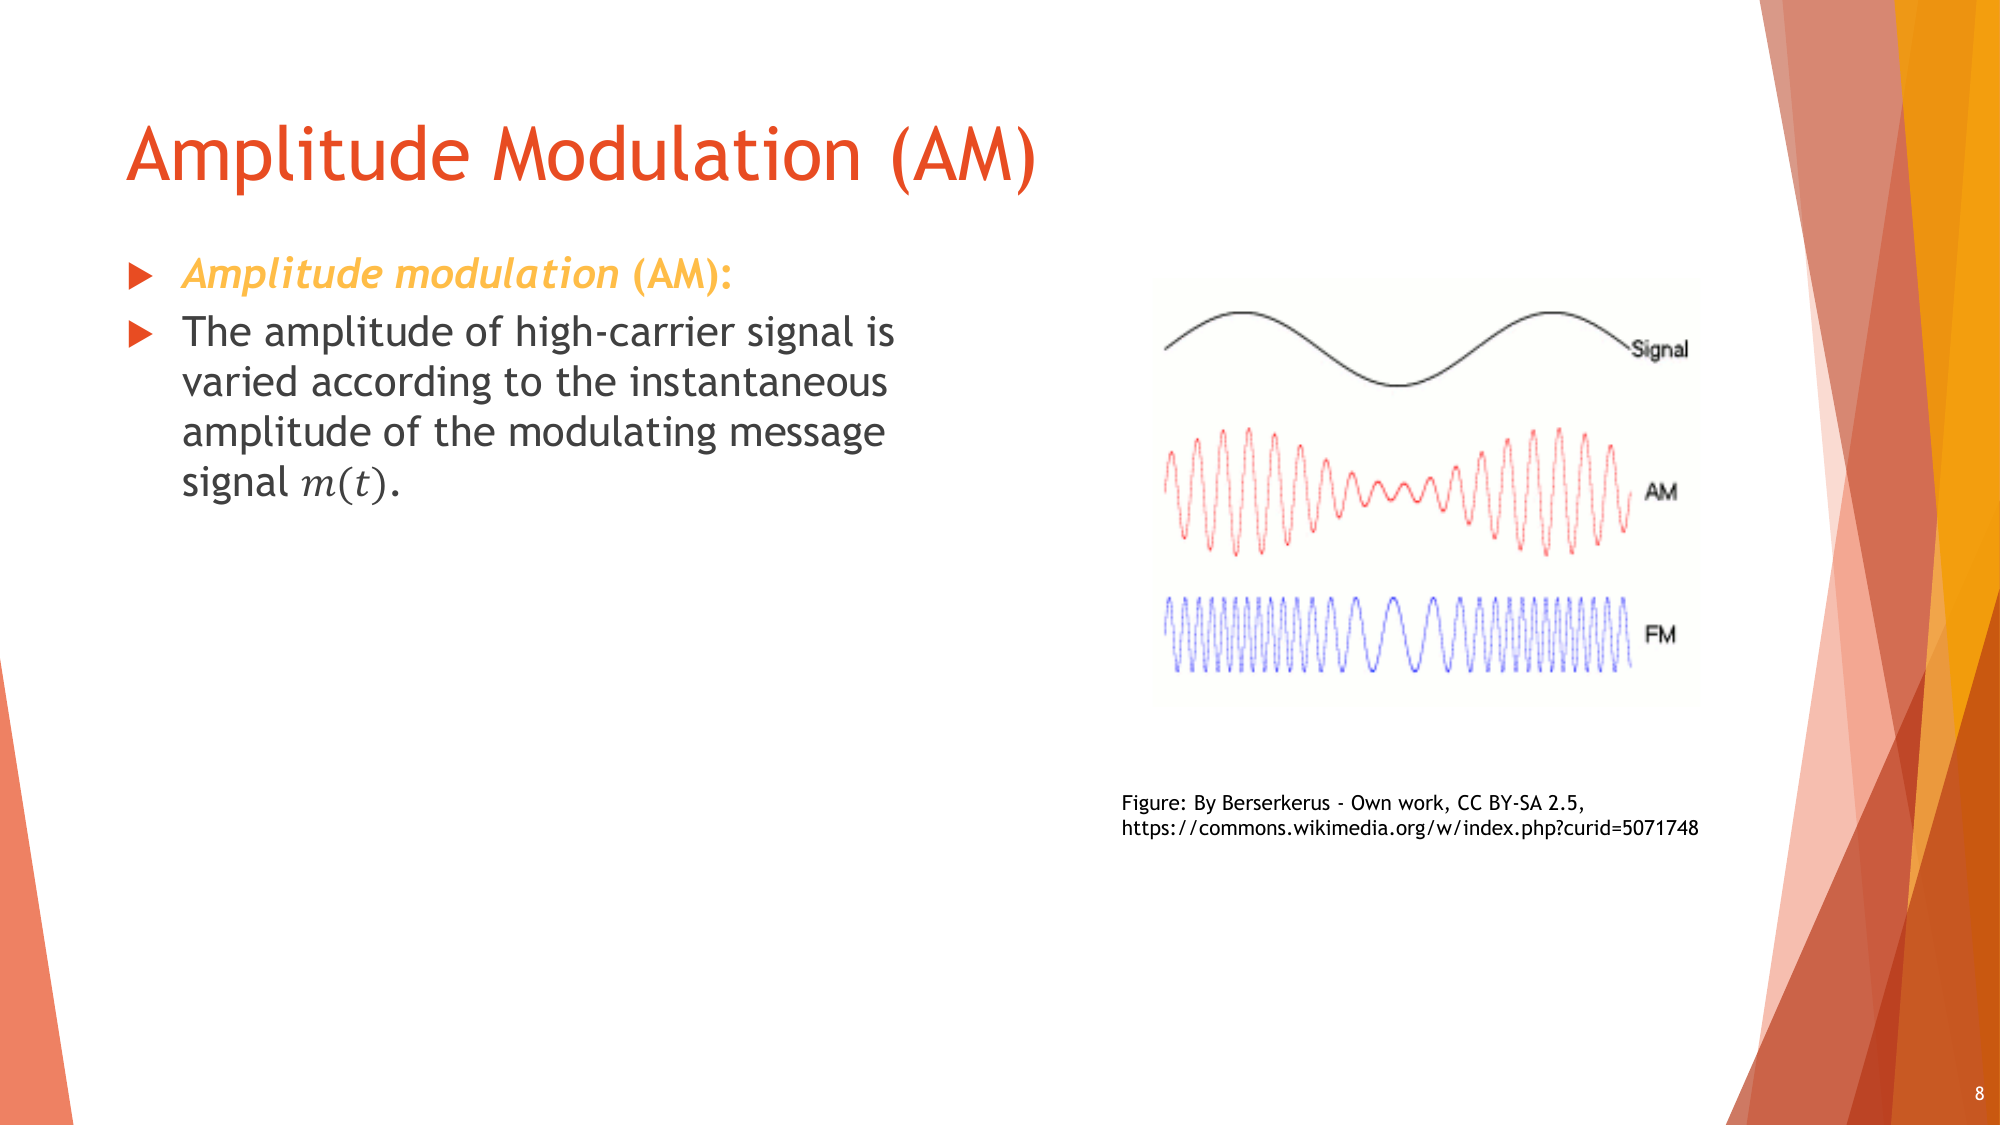 Amplitude Modulation (AM)
Amplitude modulation (AM):
The amplitude of high-carrier signal is
varied according to the instantaneous
amplitude of the modulating message
signal m(t).
Signal
AM
FM
Figure: By Berserkerus - Own work, CC BY-SA 2.5,
https://commons.wikimedia.org/w/index.php?curid=5071748
8